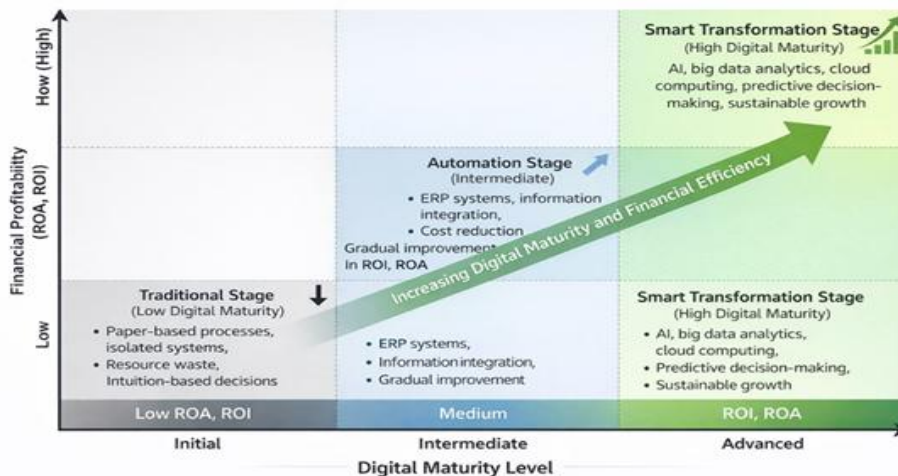 Smart Transformation Stage
(High Digital Maturity)
AI, big data analytics, cloud
computing, predictive decision-
making, sustainable growth
How (High)
Financial Profitability
(ROA, ROI)
Low
Automation Stage
(Intermediate)
• ERP systems, information
integration,
• Cost reduction
Gradual improvement
In ROI, ROA
Increasing Digital Maturity and Financial Efficiency
Traditional Stage
(Low Digital Maturity)
• Paper-based processes,
isolated systems,
• Resource waste,
Intuition-based decisions
• ERP systems,
• Information integration,
• Gradual improvement
Smart Transformation Stage
(High Digital Maturity)
• AI, big data analytics,
cloud computing,
• Predictive decision-making,
• Sustainable growth
Low ROA, ROI
Medium
ROI, ROA
Initial
Intermediate
Advanced
Digital Maturity Level